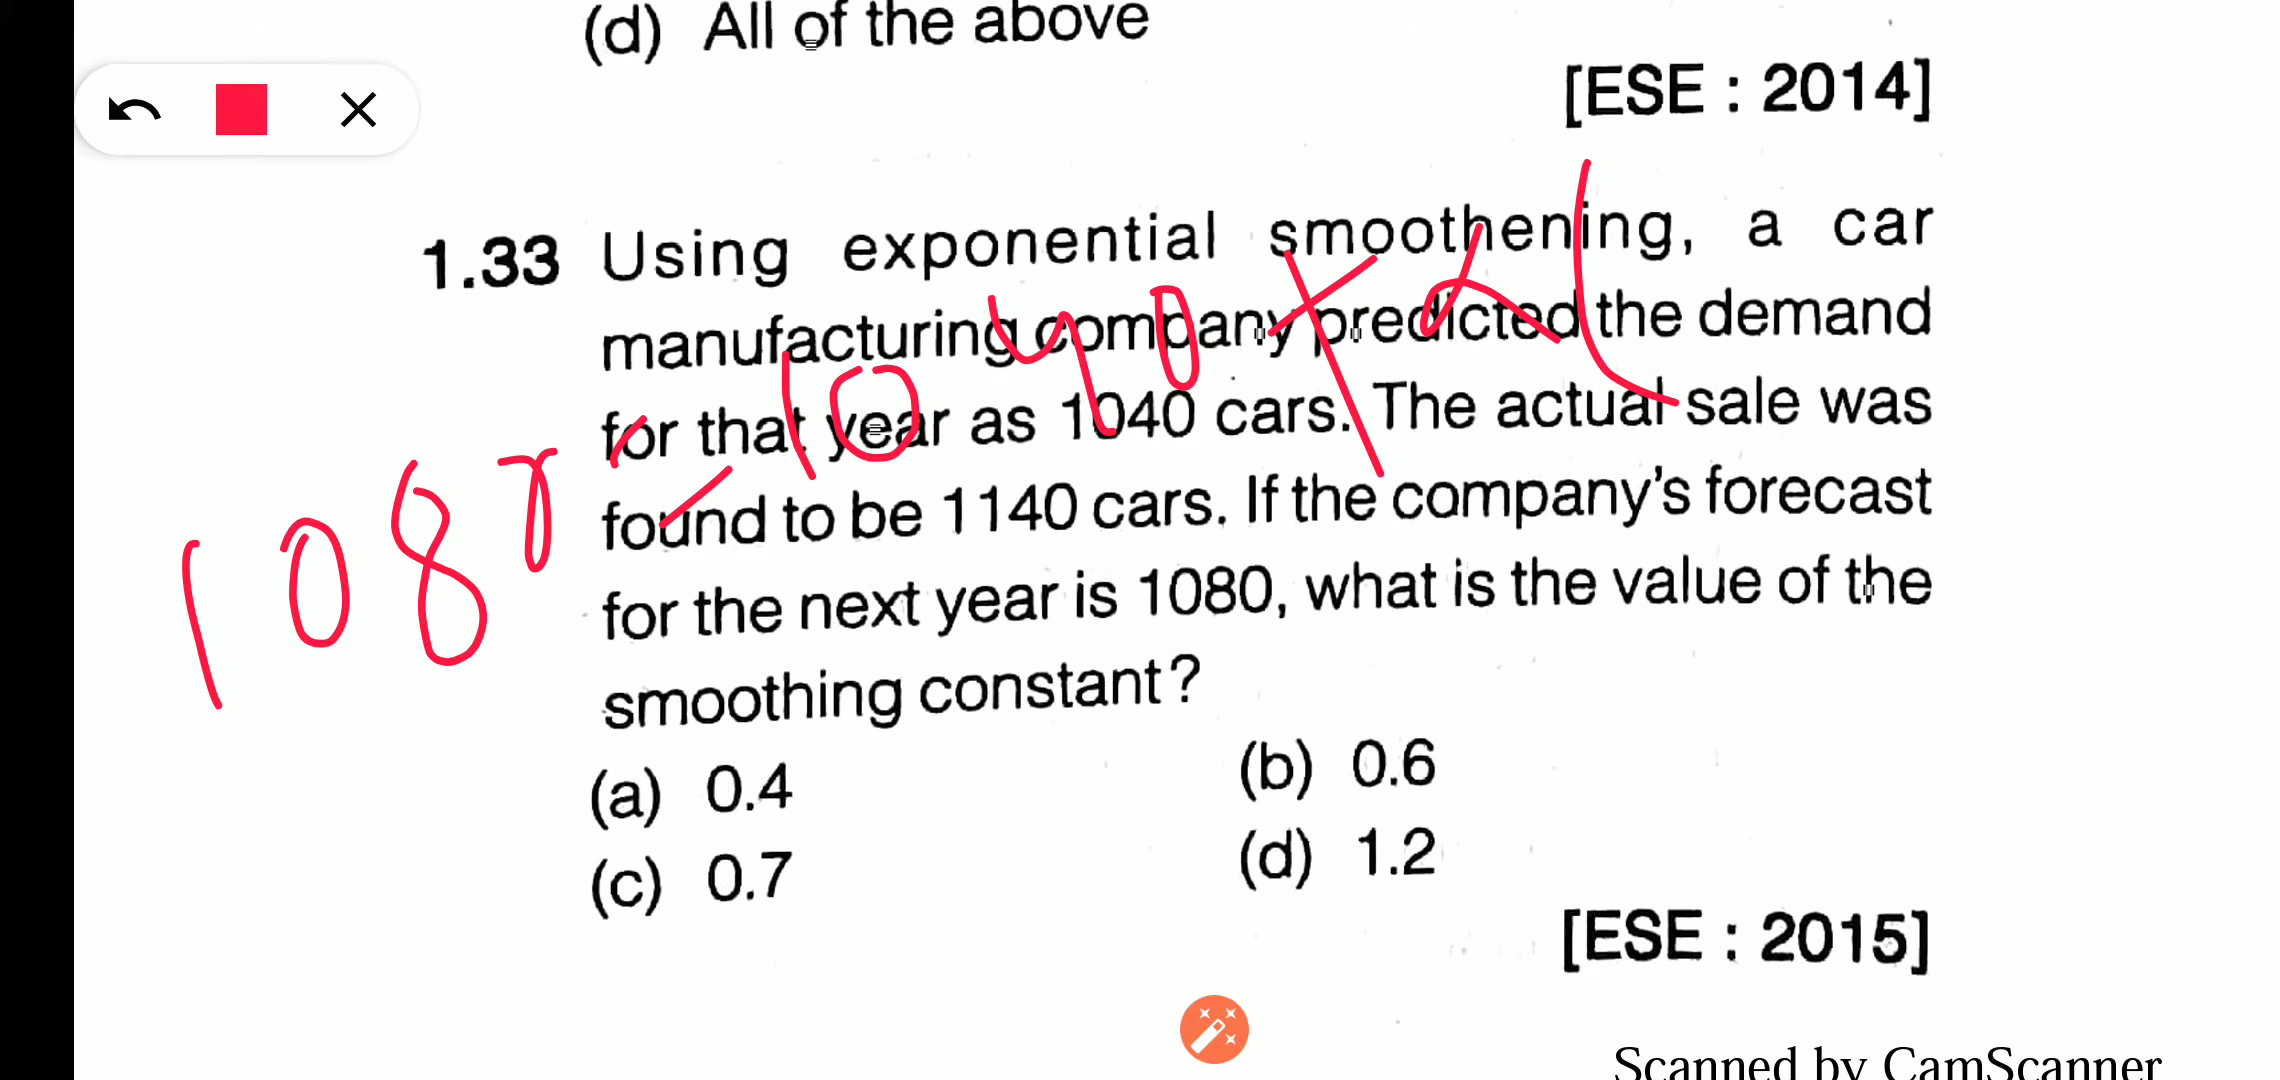 (d) All of the above
[ESE : 2014]
1.33 Using exponential smoothening, a car
manufacturing company predicted the demand
for that year as 1040 cars. The actual sale was
found to be 1140 cars. If the company's forecast
for the next year is 1080, what is the value of the
smoothing constant?
(a) 0.4 (b) 0.6
(c) 0.7 (d) 1.2
[ESE : 2015]
1080 = 1040 + α (
Scanned by CamScanner